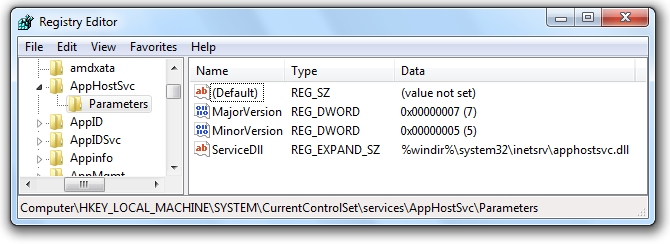 Registry Editor
File Edit View Favorites Help
amdxata
AppHostSvc
Parameters
AppID
AppIDSvc
Appinfo
AppMgmt
Name Type Data
ab (Default) REG_SZ (value not set)
MajorVersion REG_DWORD 0x00000007 (7)
MinorVersion REG_DWORD 0x00000005 (5)
ab ServiceDll REG_EXPAND_SZ %windir%\system32\inetsrv\apphostsvc.dll
Computer\HKEY_LOCAL_MACHINE\SYSTEM\CurrentControlSet\services\AppHostSvc\Parameters